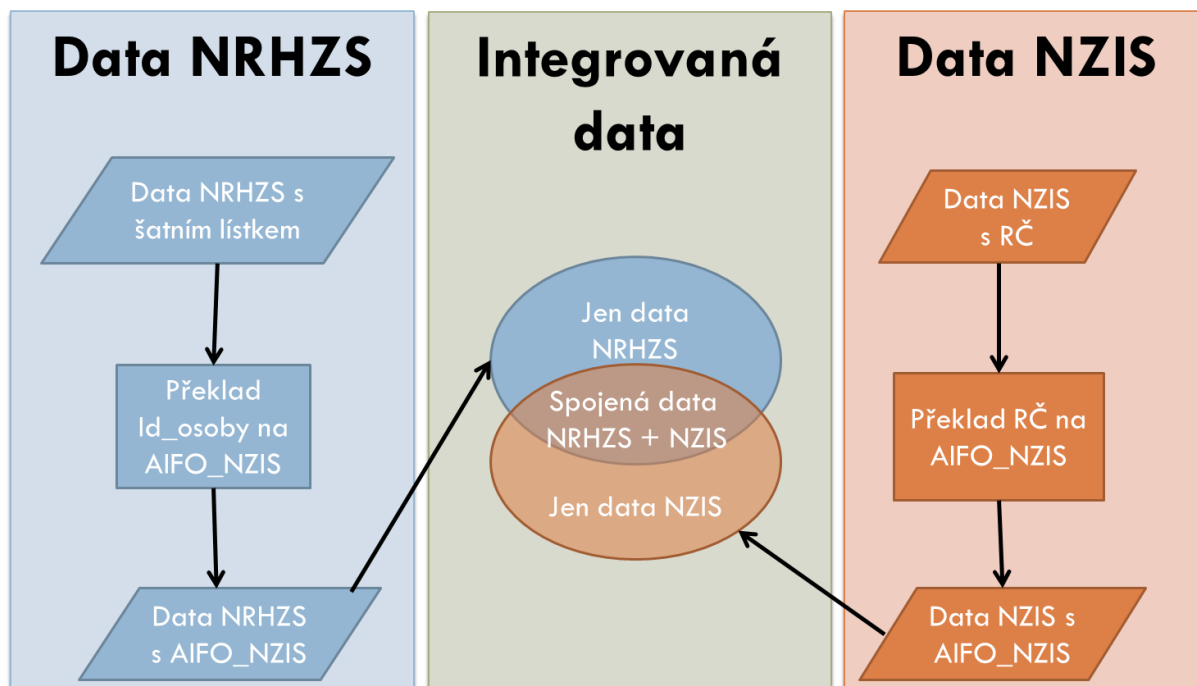 Data NRHZS
Data NRHZS s
šatním lístkem
Překlad
Id_osoby na
AIFO_NZIS
Data NRHZS
s AIFO_NZIS
Integrovaná
data
Jen data
NRHZS
Spojená data
NRHZS + NZIS
Jen data NZIS
Data NZIS
Data NZIS
s RČ
Překlad RČ na
AIFO_NZIS
Data NZIS s
AIFO_NZIS